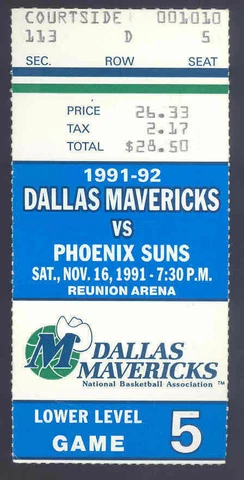 COURTSIDE 001010
113 D 5
SEC. ROW SEAT
PRICE 26.33
TAX 2.17
TOTAL $28.50
1991-92
DALLAS MAVERICKS
VS
PHOENIX SUNS
SAT., NOV. 16, 1991 - 7:30 P.M.
REUNION ARENA
M
DALLAS
MAVERICKS
National Basketball Association ™
LOWER LEVEL
GAME 5